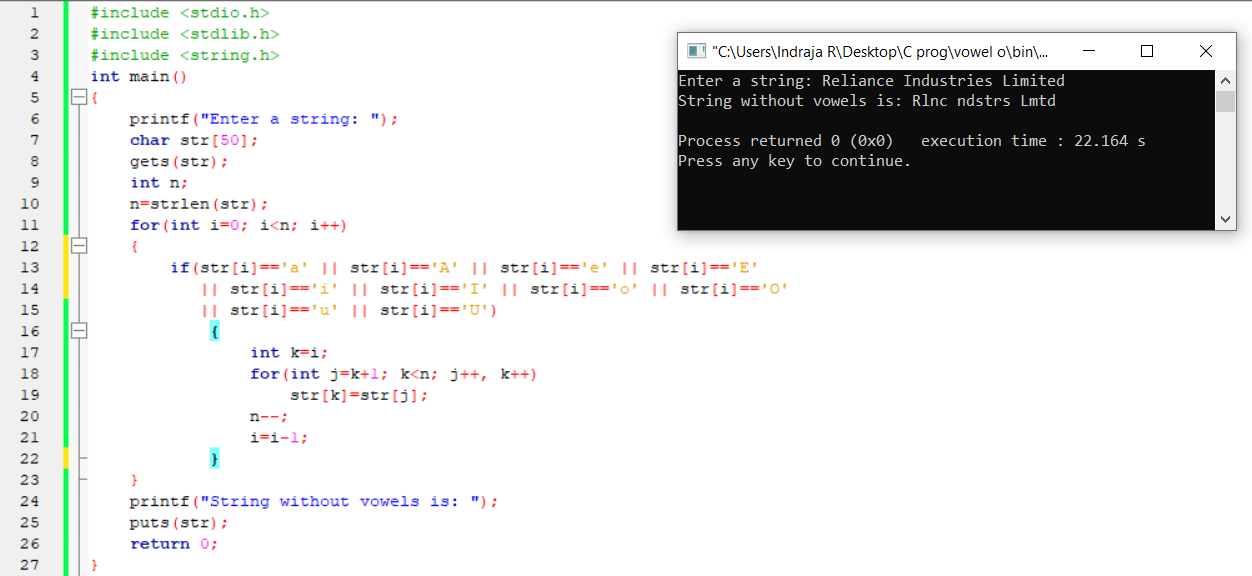 1 #include <stdio.h>
2 #include <stdlib.h>
3 #include <string.h>
4 int main()
5 {
6 printf("Enter a string: ");
7 char str[50];
8 gets(str);
9 int n;
10 n=strlen(str);
11 for(int i=0; i<n; i++)
12 {
13 if(str[i]=='a' || str[i]=='A' || str[i]=='e' || str[i]=='E'
14 || str[i]=='i' || str[i]=='I' || str[i]=='o' || str[i]=='O'
15 || str[i]=='u' || str[i]=='U')
16 {
17 int k=i;
18 for(int j=k+1; k<n; j++, k++)
19 str[k]=str[j];
20 n--;
21 i=i-1;
22 }
23 }
24 printf("String without vowels is: ");
25 puts(str);
26 return 0;
27 }
"C:\Users\Indraja R\Desktop\C prog\vowel o\bin\...
Enter a string: Reliance Industries Limited
String without vowels is: Rlnc ndstrs Lmtd
Process returned 0 (0x0) execution time : 22.164 s
Press any key to continue.